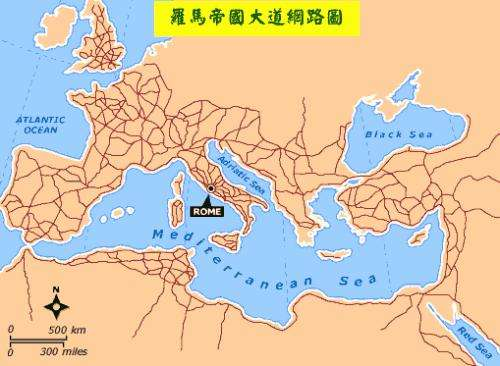 羅馬帝國大道網路圖
ATLANTIC
OCEAN
Black Sea
Adriatic Sea
ROME
Mediterranean Sea
N
0 500 km
0 300 miles
Red Sea